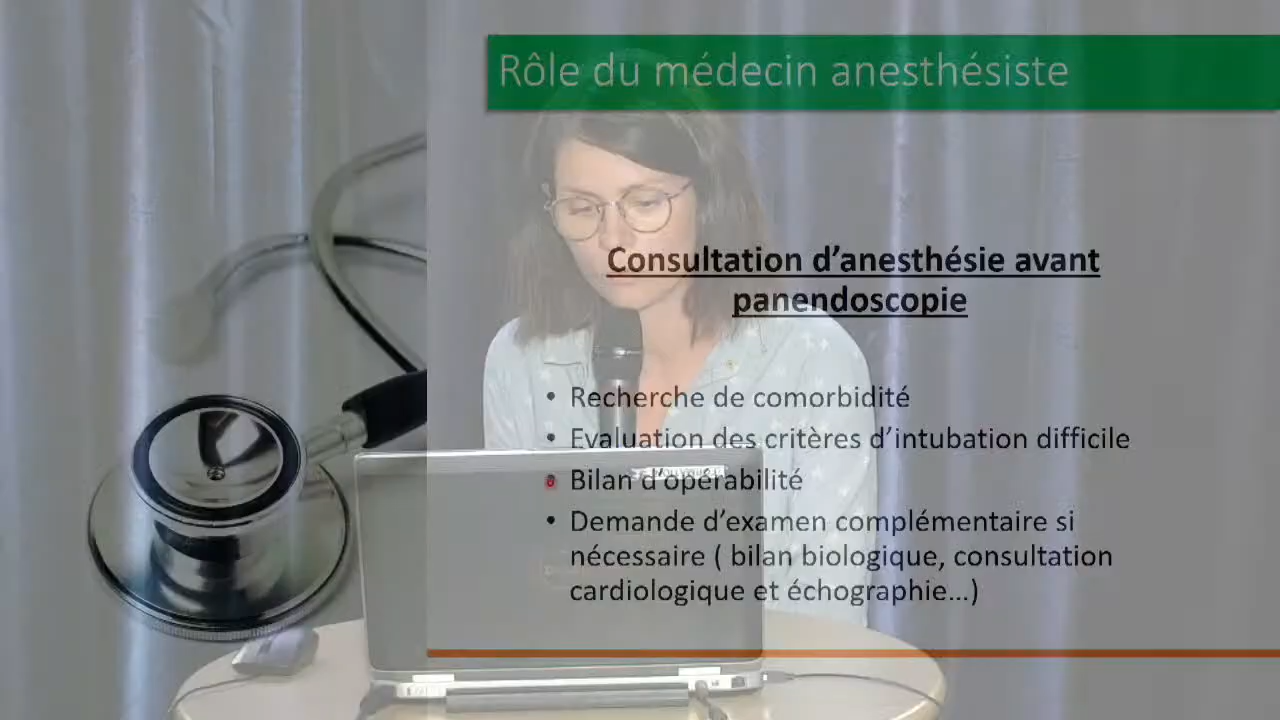 Rôle du médecin anesthésiste
Consultation d’anesthésie avant
panendoscopie
• Recherche de comorbidité
• Evaluation des critères d’intubation difficile
• Bilan d’opérabilité
• Demande d’examen complémentaire si
nécessaire ( bilan biologique, consultation
cardiologique et échographie...)